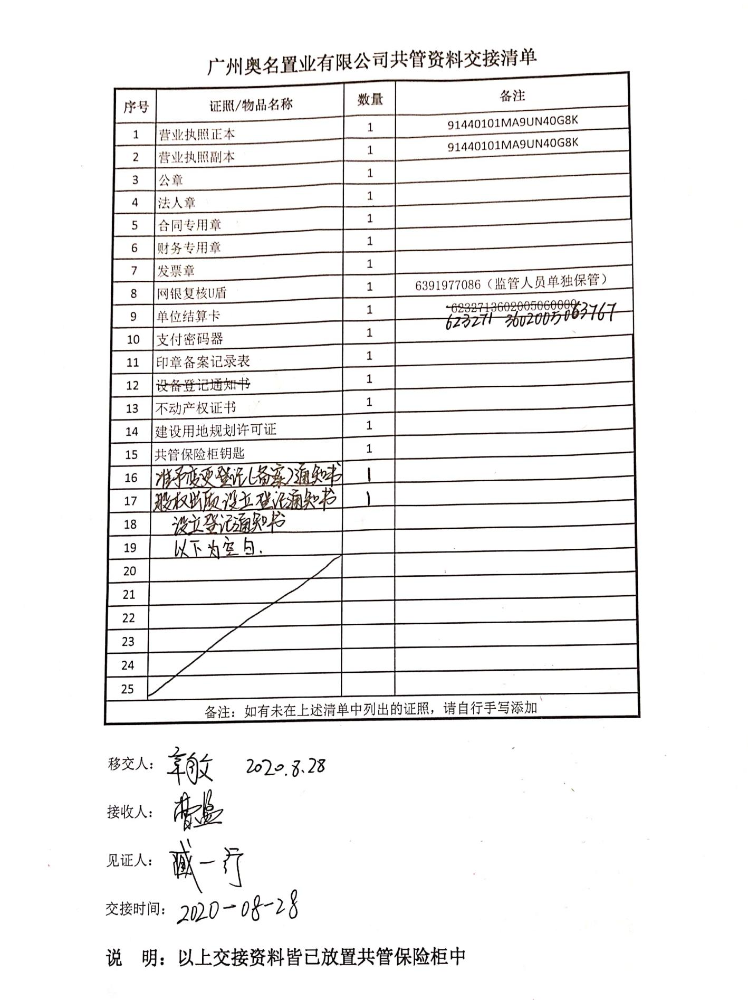 广州奥名置业有限公司共管资料交接清单
序号 证照/物品名称 数量 备注
1 营业执照正本 1 91440101MA9UN40G8K
2 营业执照副本 1 91440101MA9UN40G8K
3 公章 1
4 法人章 1
5 合同专用章 1
6 财务专用章 1
7 发票章 1
8 网银复核U盾 1 6391977086（监管人员单独保管）
9 单位结算卡 1 6232713602005060000
623271 3602005063767
10 支付密码器 1
11 印章备案记录表 1
12 设备登记通知书 1
13 不动产权证书 1
14 建设用地规划许可证 1
15 共管保险柜钥匙 1
16 准予变更登记(备案)通知书 1
17 股权出质设立登记通知书 1
18 设立登记通知书
19 以下为空白.
20
21
22
23
24
25
备注：如有未在上述清单中列出的证照，请自行手写添加
移交人： 2020.8.28
接收人：
见证人： 臧一
交接时间：2020-08-28
说 明：以上交接资料皆已放置共管保险柜中